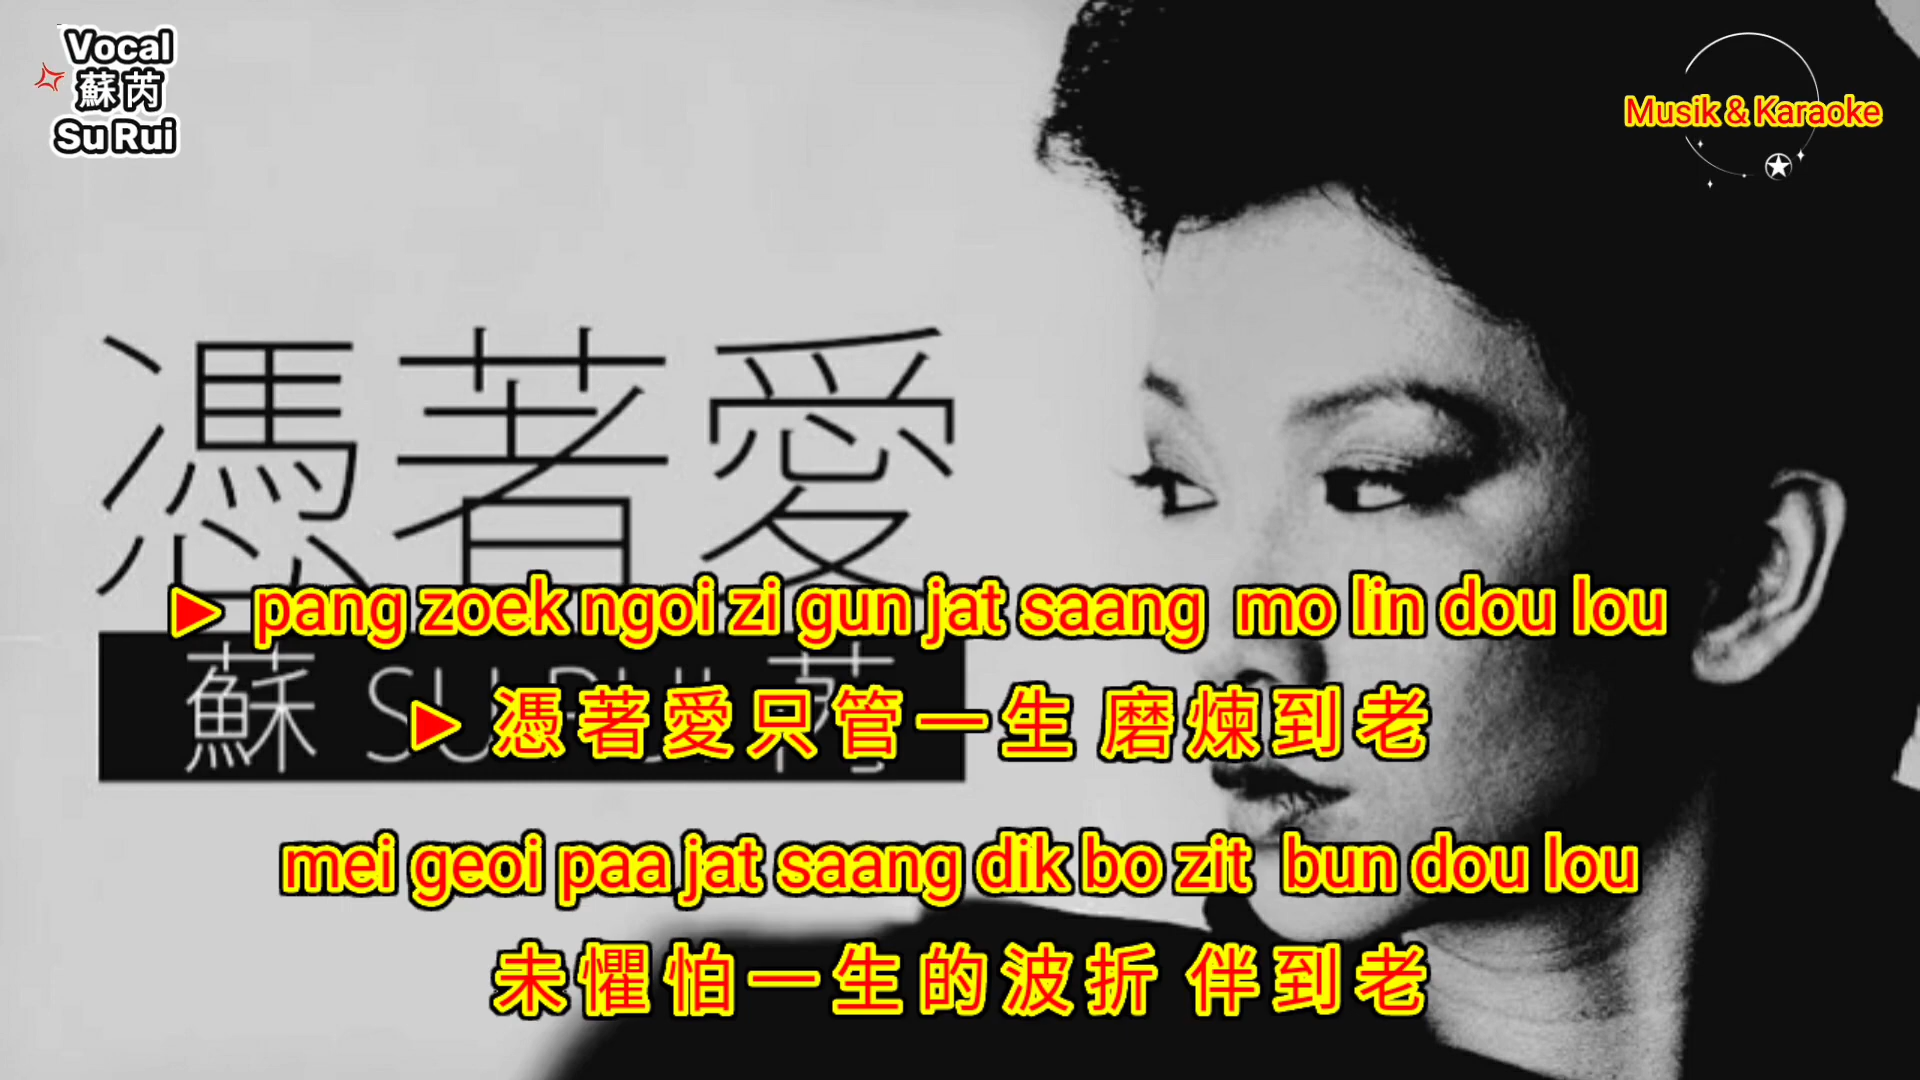 Vocal
蘇芮
Su Rui
Musik & Karaoke
憑著愛
pang zoek ngoi zi gun jat saang mo lin dou lou
蘇 SU RUI 芮
憑著愛只管一生 磨煉到老
mei geoi paa jat saang dik bo zit bun dou lou
未懼怕一生的波折 伴到老